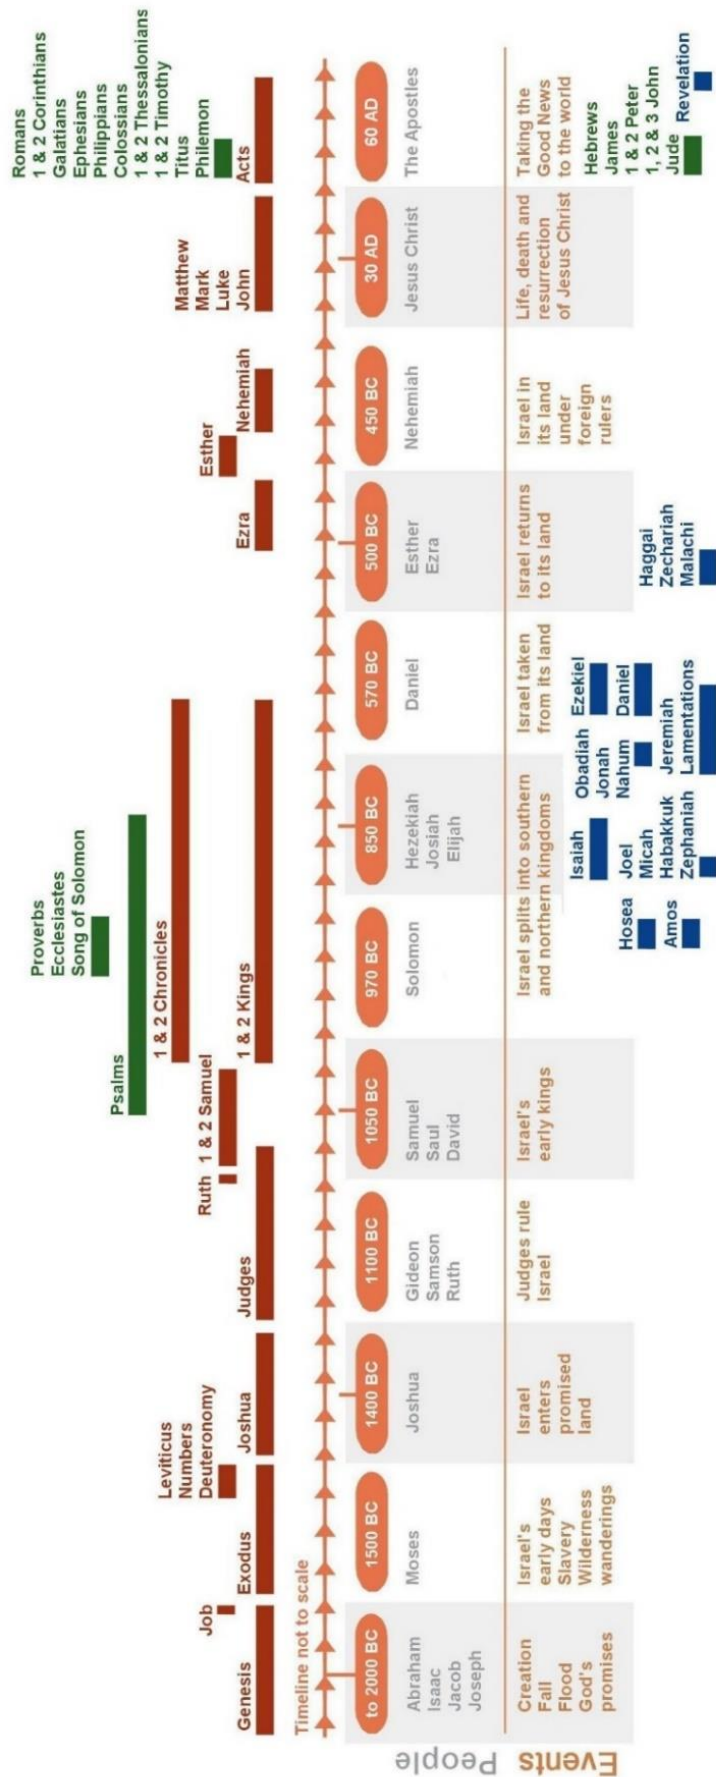 Proverbs
Ecclesiastes
Song of Solomon
Psalms
1 & 2 Chronicles
Romans
1 & 2 Corinthians
Galatians
Ephesians
Philippians
Colossians
1 & 2 Thessalonians
1 & 2 Timothy
Titus
Philemon
Leviticus
Numbers
Deuteronomy
Matthew
Mark
Luke
John
Job
Ruth
1 & 2 Samuel
Esther
Genesis
Exodus
Joshua
Judges
1 & 2 Kings
Ezra
Nehemiah
Acts
Timeline not to scale
to 2000 BC
1500 BC
1400 BC
1100 BC
1050 BC
970 BC
850 BC
570 BC
500 BC
450 BC
30 AD
60 AD
People
Abraham
Isaac
Jacob
Joseph
Moses
Joshua
Gideon
Samson
Ruth
Samuel
Saul
David
Solomon
Hezekiah
Josiah
Elijah
Daniel
Esther
Ezra
Nehemiah
Jesus Christ
The Apostles
Events
Creation
Fall
Flood
God's
promises
Israel's
early days
Slavery
Wilderness
wanderings
Israel
enters
promised
land
Judges rule
Israel
Israel's
early kings
Israel splits into southern
and northern kingdoms
Israel taken
from its land
Israel returns
to its land
Israel in
its land
under
foreign
rulers
Life, death and
resurrection
of Jesus Christ
Taking the
Good News
to the world
Hosea
Amos
Isaiah
Joel
Micah
Habakkuk
Zephaniah
Obadiah
Jonah
Nahum
Jeremiah
Lamentations
Ezekiel
Daniel
Haggai
Zechariah
Malachi
Hebrews
James
1 & 2 Peter
1, 2 & 3 John
Jude
Revelation